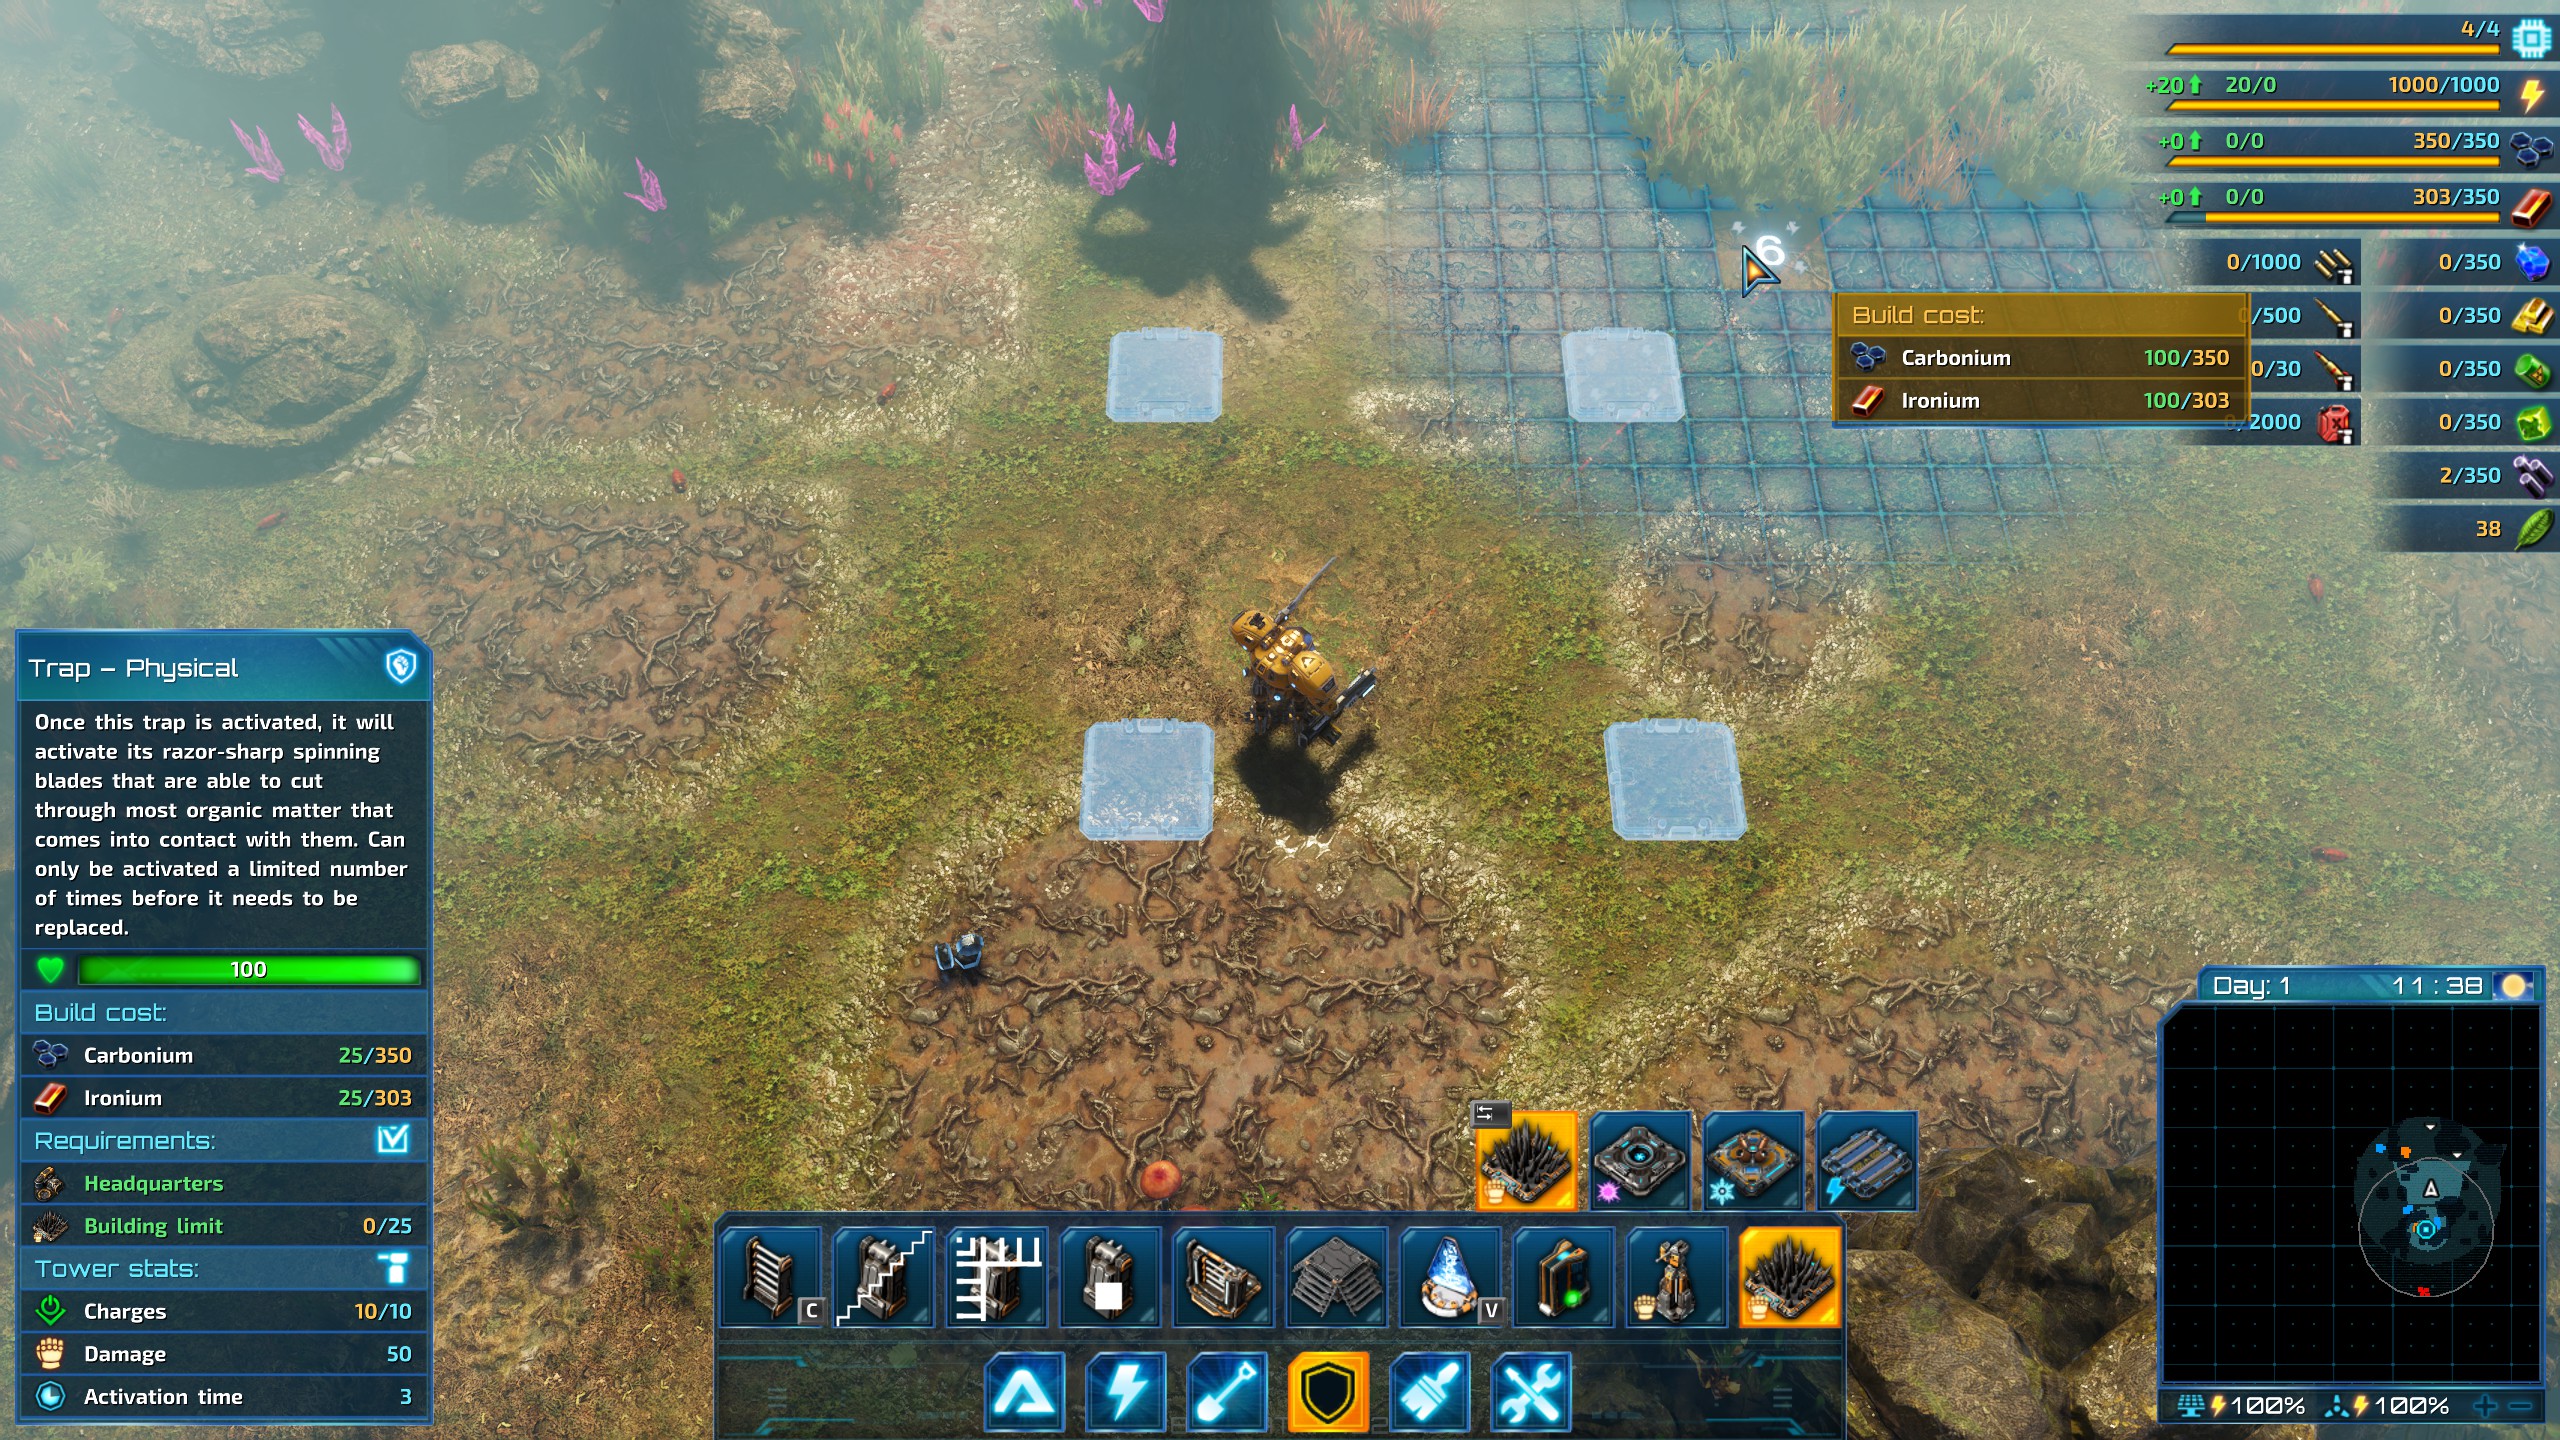 4/4
+20 20/0 1000/1000
+0 0/0 350/350
+0 0/0 303/350
6
0/1000 0/350
/500 0/350
0/30 0/350
0/2000 0/350
2/350
38
Build cost:
Carbonium 100/350
Ironium 100/303
Trap – Physical
Once this trap is activated, it will
activate its razor-sharp spinning
blades that are able to cut
through most organic matter that
comes into contact with them. Can
only be activated a limited number
of times before it needs to be
replaced.
100
Build cost:
Carbonium 25/350
Ironium 25/303
Requirements:
Headquarters
Building limit 0/25
Tower stats:
Charges 10/10
Damage 50
Activation time 3
C
V
Day: 1 11:38
100% 100%